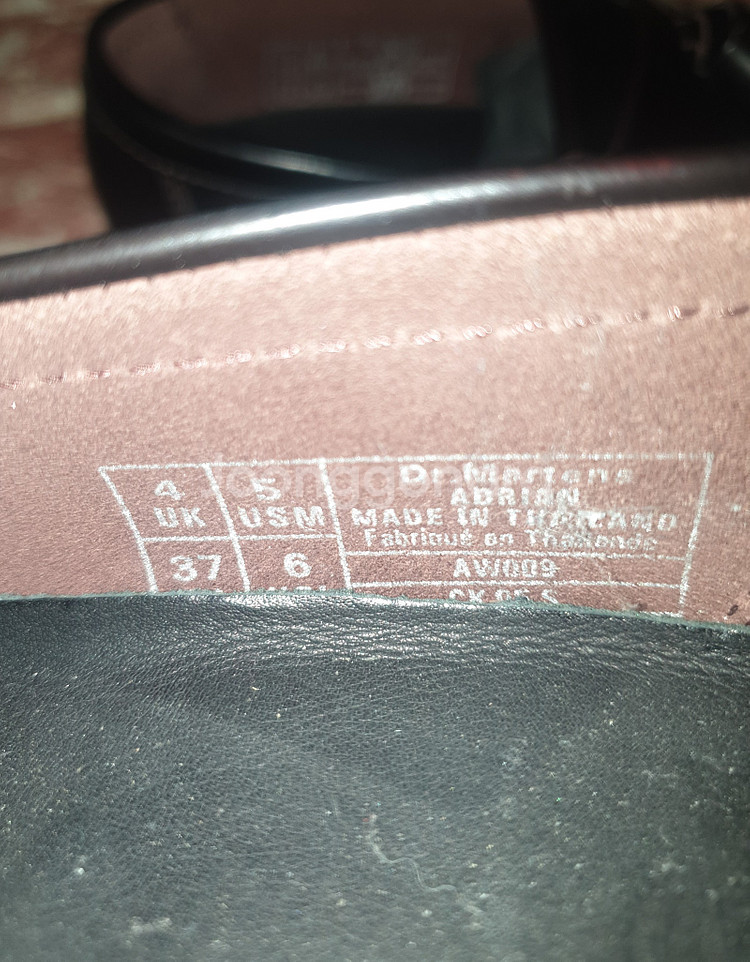 4
UK
5
USM
Dr. Martens
ADRIAN
MADE IN THAILAND
Fabriqué en Thaïlande
37
6
AW009